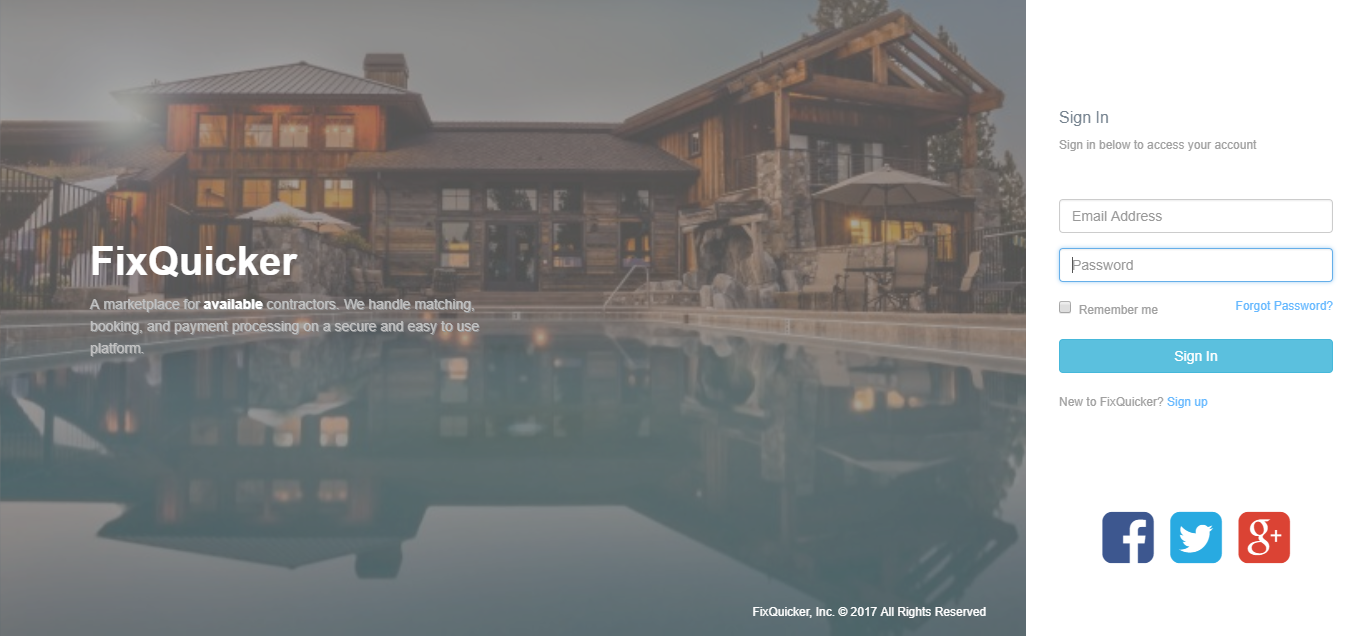 FixQuicker
A marketplace for available contractors. We handle matching,
booking, and payment processing on a secure and easy to use
platform.
FixQuicker, Inc. © 2017 All Rights Reserved
Sign In
Sign in below to access your account
Email Address
Password
Remember me
Forgot Password?
Sign In
New to FixQuicker? Sign up
f
g+